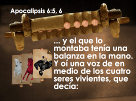 Apocalipsis 6:5, 6
... y el que lo
montaba tenía una
balanza en la mano.
Y oí una voz de en
medio de los cuatro
seres vivientes, que
decía: